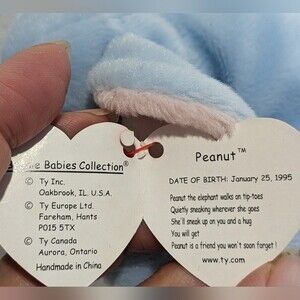 Babies Collection®
© Ty Inc.
Oakbrook, IL. U.S.A.
© Ty Europe Ltd.
Fareham, Hants
PO15 5TX
© Ty Canada
Aurora, Ontario
Handmade in China
Peanut™
DATE OF BIRTH: January 25, 1995
Peanut the elephant walks on tip-toes
Quietly sneaking wherever she goes
She'll sneak up on you and a hug
You will get
Peanut is a friend you won't soon forget !
www.ty.com